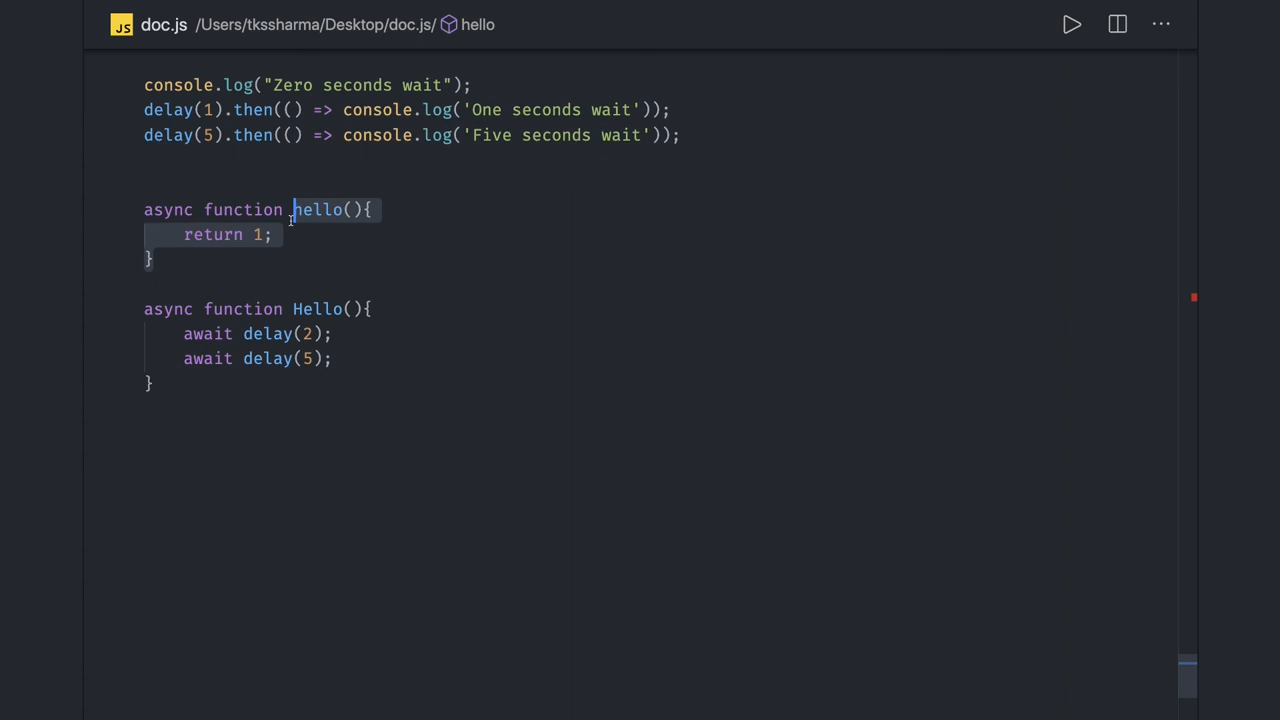 JS doc.js /Users/tkssharma/Desktop/doc.js/ hello
console.log("Zero seconds wait");
delay(1).then(() => console.log('One seconds wait'));
delay(5).then(() => console.log('Five seconds wait'));
async function hello(){
    return 1;
}
async function Hello(){
    await delay(2);
    await delay(5);
}